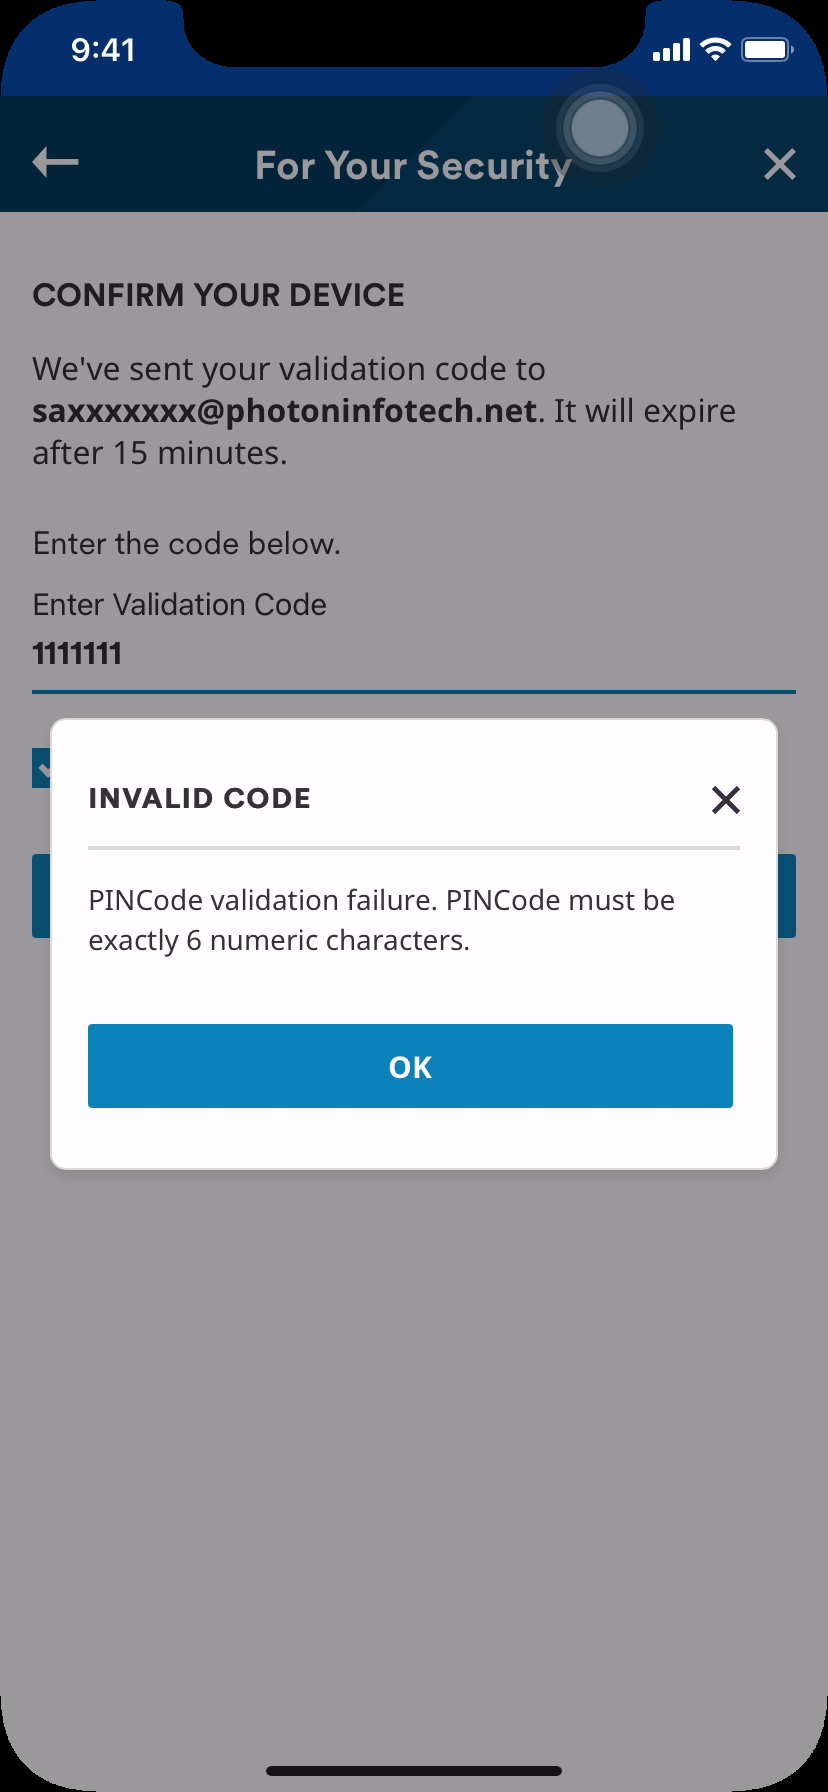 9:41
For Your Security
CONFIRM YOUR DEVICE
We've sent your validation code to
saxxxxxxx@photoninfotech.net. It will expire
after 15 minutes.
Enter the code below.
Enter Validation Code
1111111
INVALID CODE
PINCode validation failure. PINCode must be
exactly 6 numeric characters.
OK